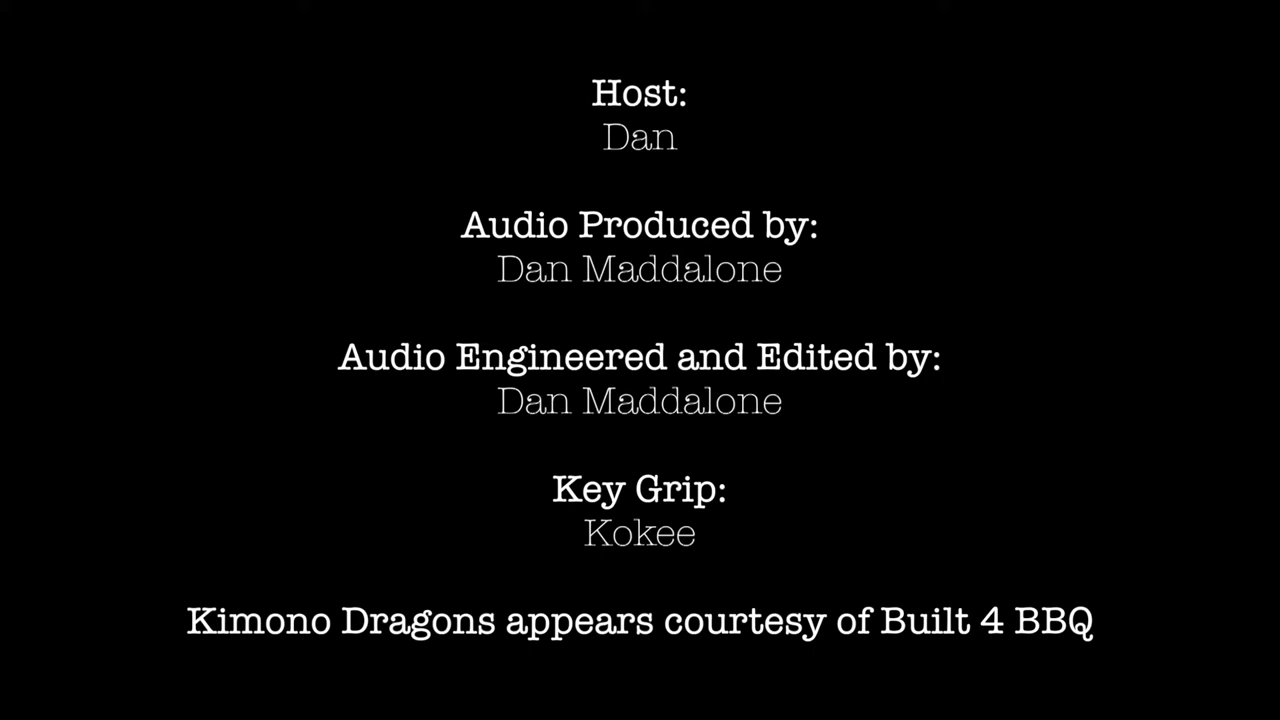 Host:
Dan
Audio Produced by:
Dan Maddalone
Audio Engineered and Edited by:
Dan Maddalone
Key Grip:
Kokee
Kimono Dragons appears courtesy of Built 4 BBQ